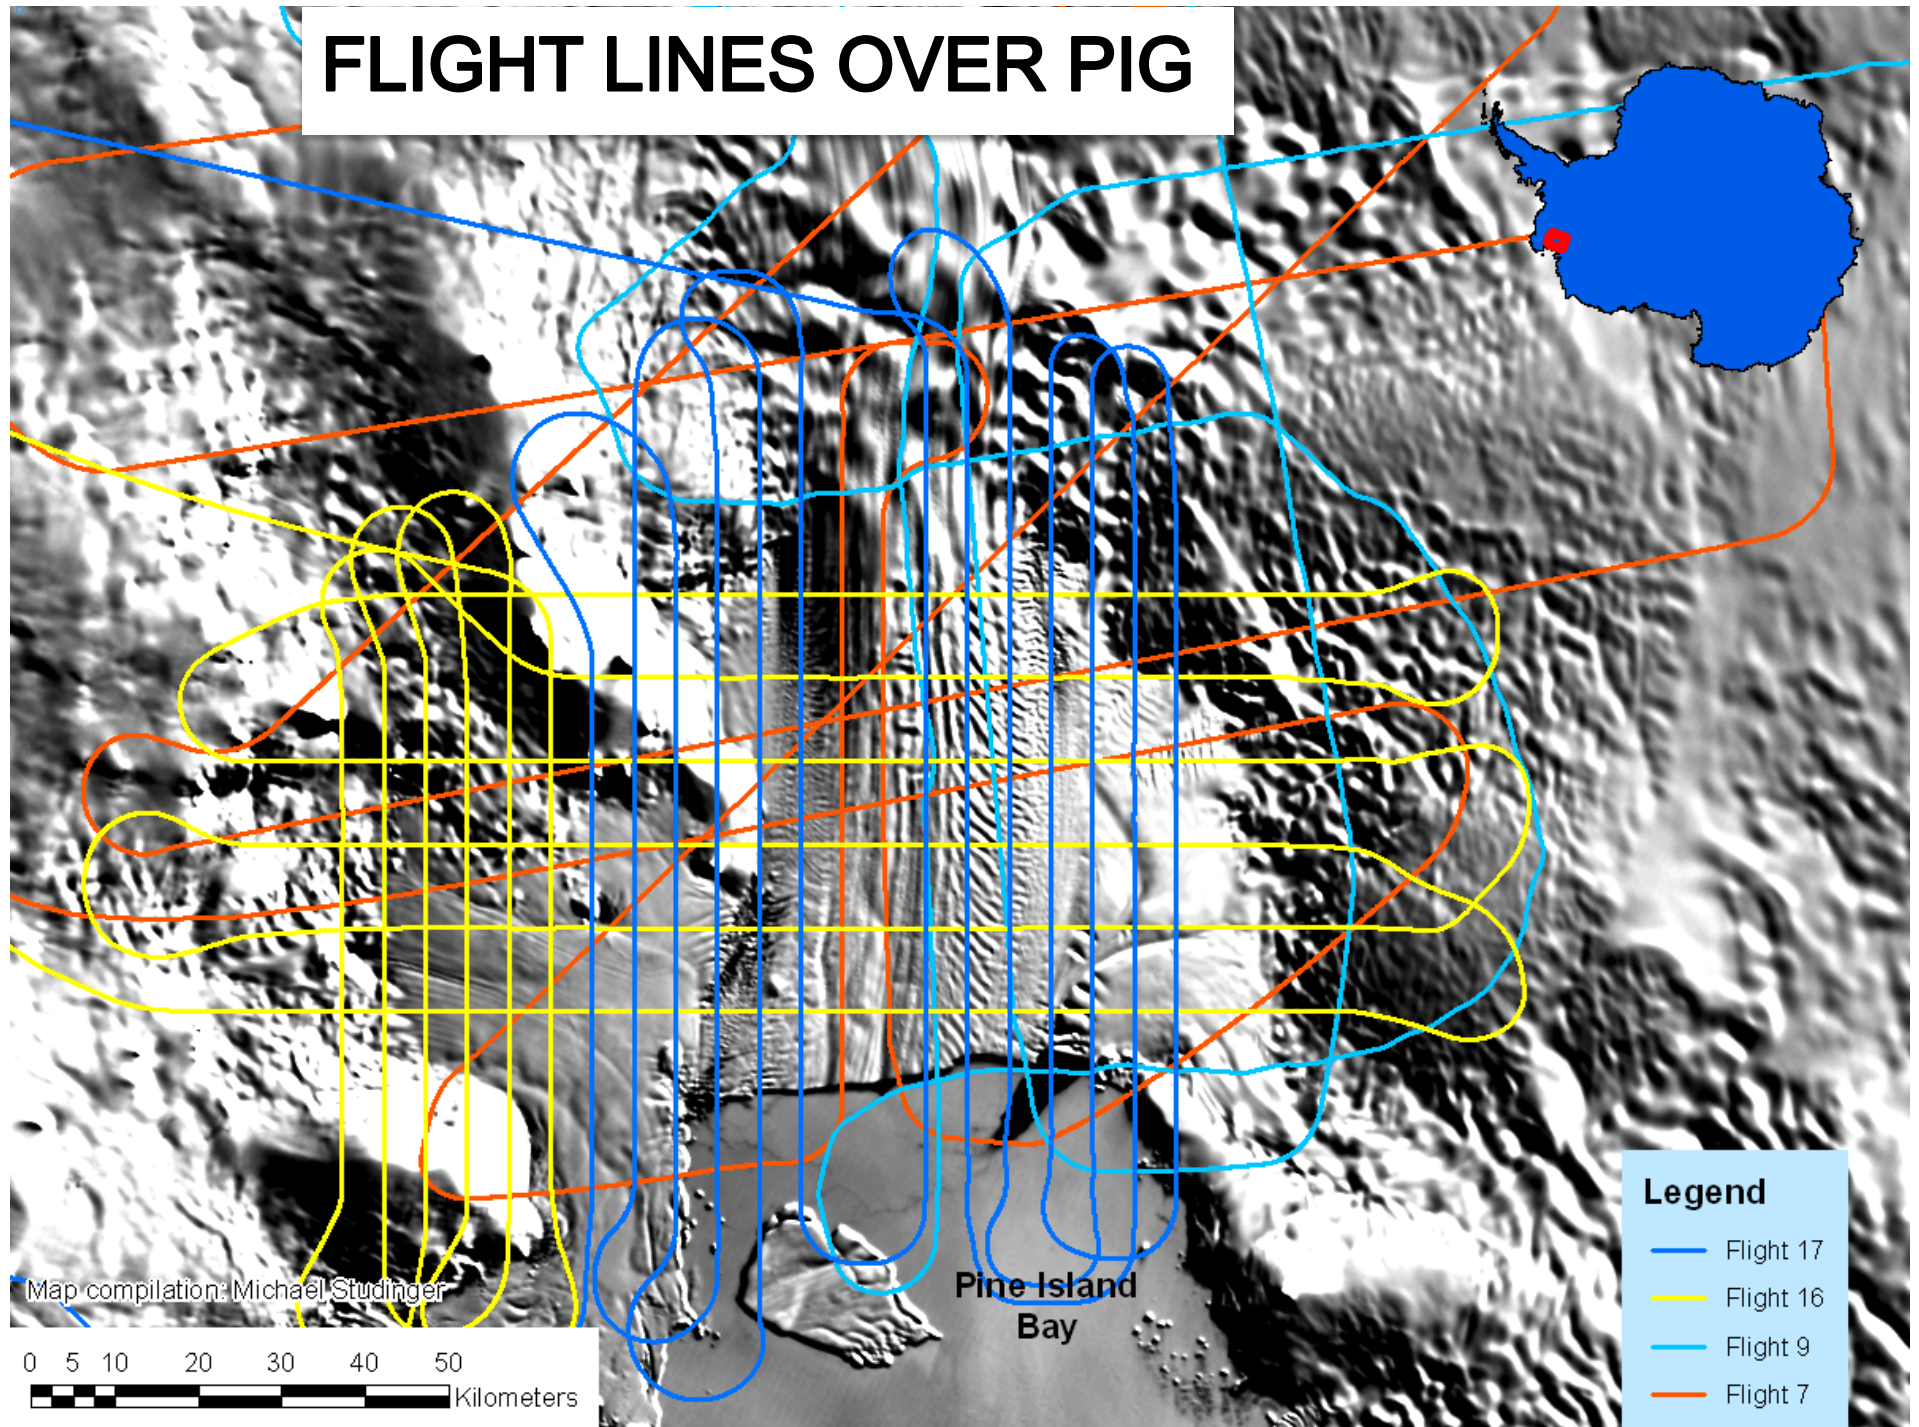 FLIGHT LINES OVER PIG
Pine Island
Bay
Map compilation: Michael Studinger
0 5 10 20 30 40 50
Kilometers
Legend
Flight 17
Flight 16
Flight 9
Flight 7